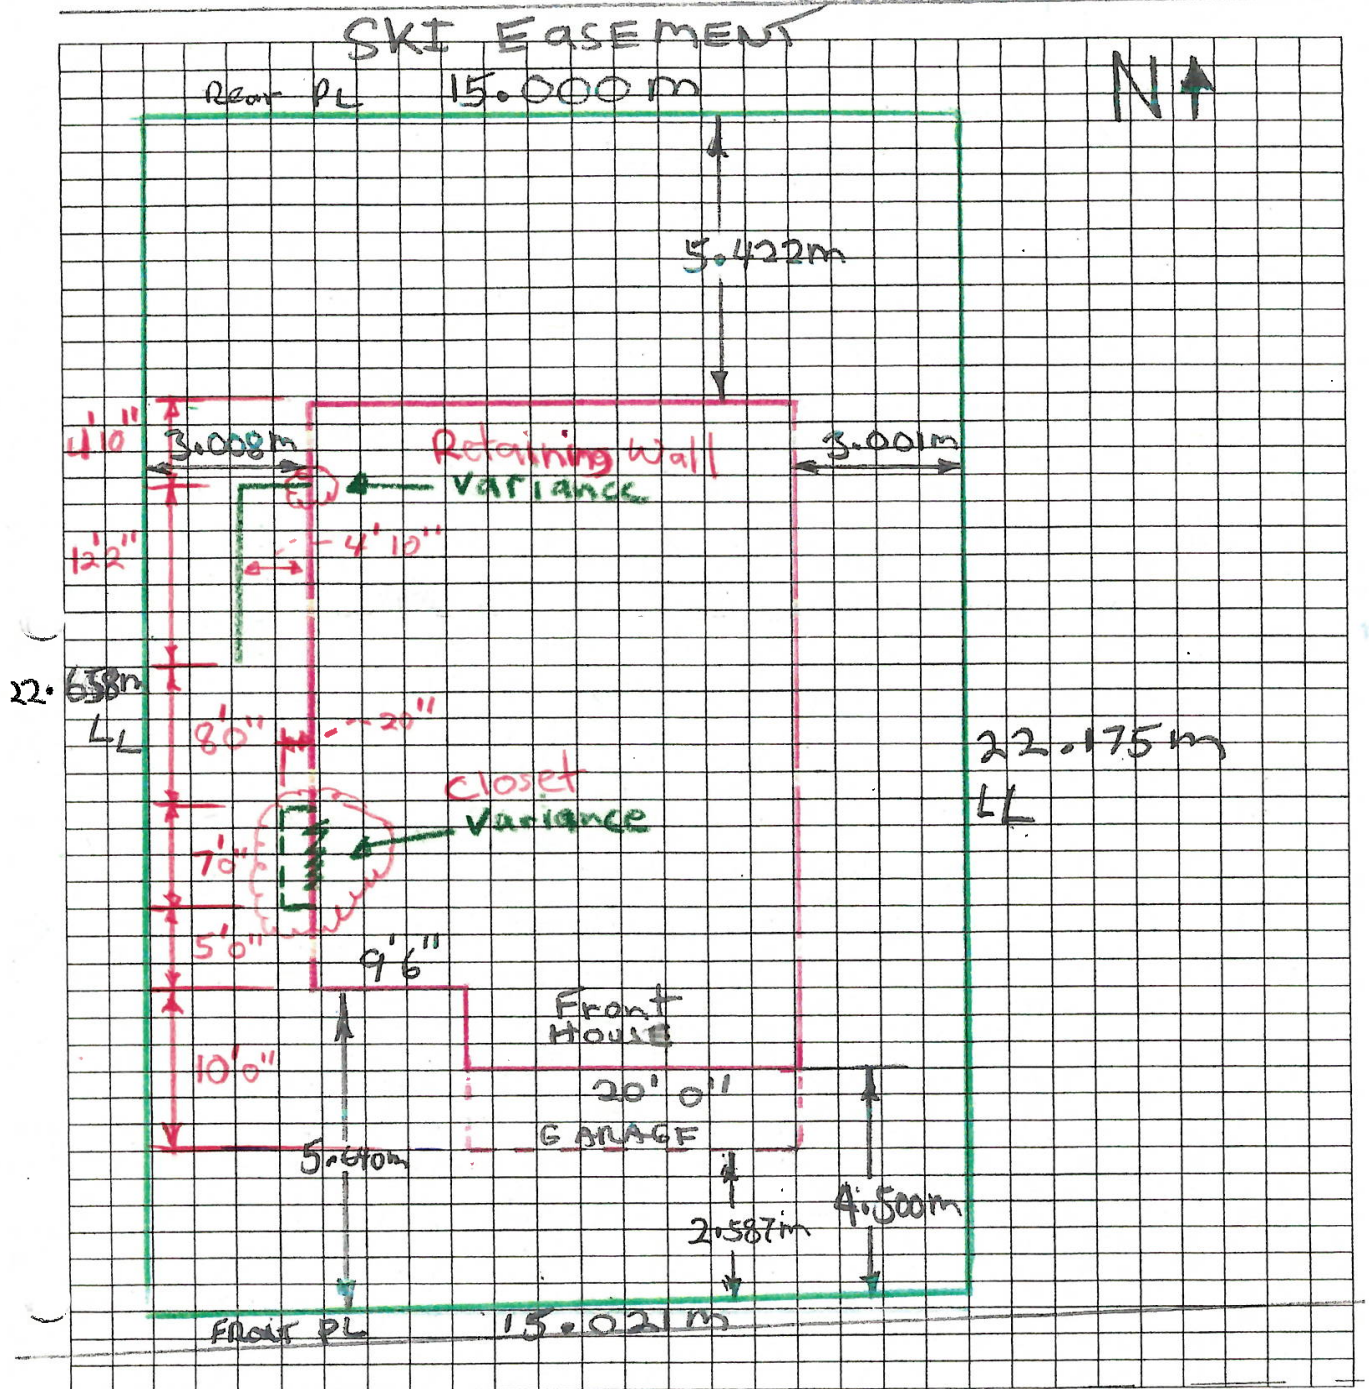 SKI EASEMENT
Rear PL 15.000m
N
5.422m
4'10"
3.008m
Retaining Wall
3.001m
Variance
12'2"
4'10"
22.658m
LL
8'0"
20"
22.175m
LL
Closet
Variance
7'0"
5'0"
9'6"
Front
HOUSE
10'0"
20' 0"
GARAGE
5.640m
2.587m
4.500m
FRONT PL 15.021m